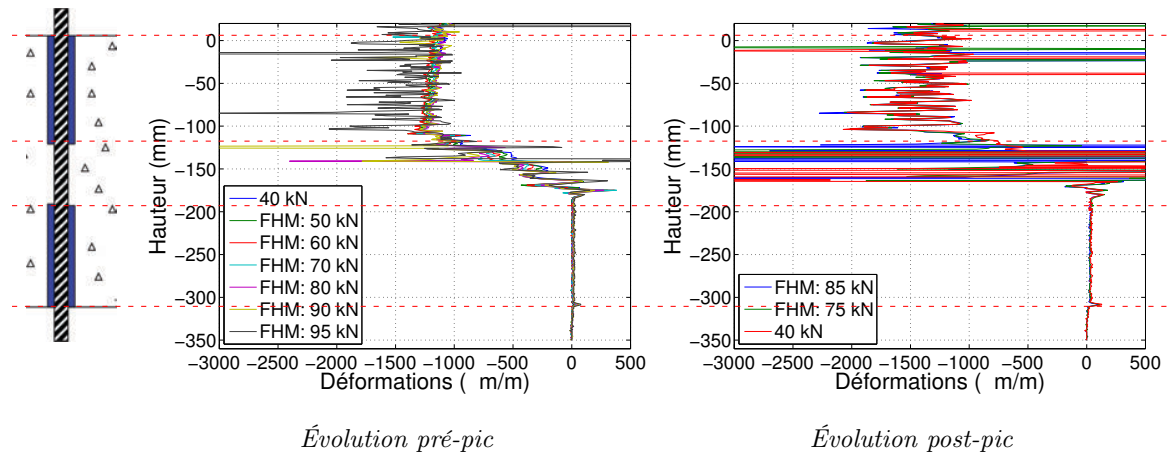 0
−50
−100
−150
−200
−250
−300
−350
Hauteur (mm)
40 kN
FHM: 50 kN
FHM: 60 kN
FHM: 70 kN
FHM: 80 kN
FHM: 90 kN
FHM: 95 kN
−3000 −2500 −2000 −1500 −1000 −500 0 500
Déformations ( m/m)
Évolution pré-pic
0
−50
−100
−150
−200
−250
−300
−350
Hauteur (mm)
FHM: 85 kN
FHM: 75 kN
40 kN
−3000 −2500 −2000 −1500 −1000 −500 0 500
Déformations ( m/m)
Évolution post-pic